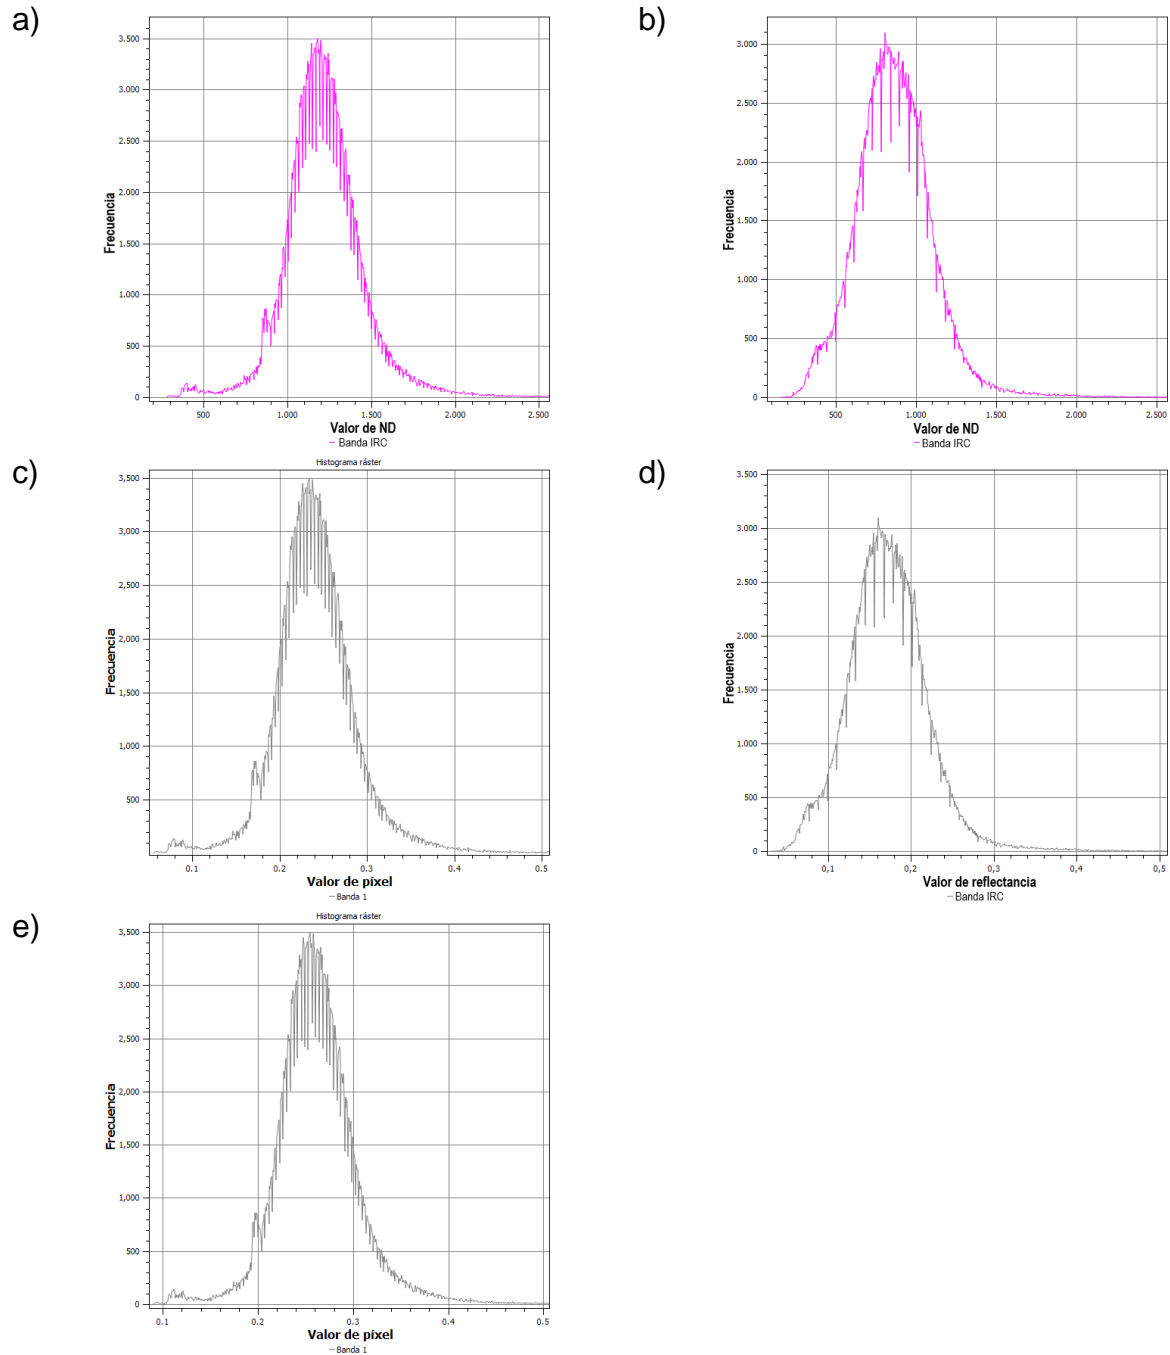 a)
3.500
3.000
2.500
2.000
1.500
1.000
500
0
Frecuencia
500 1.000 1.500 2.000 2.500
Valor de ND
Banda IRC
b)
3.000
2.500
2.000
1.500
1.000
500
0
Frecuencia
500 1.000 1.500 2.000 2.500
Valor de ND
Banda IRC
c)
Histograma ráster
3,500
3,000
2,500
2,000
1,500
1,000
500
0
Frecuencia
0.1 0.2 0.3 0.4 0.5
Valor de píxel
Banda 1
d)
3.500
3.000
2.500
2.000
1.500
1.000
500
0
Frecuencia
0,1 0,2 0,3 0,4 0,5
Valor de reflectancia
Banda IRC
e)
Histograma ráster
3,500
3,000
2,500
2,000
1,500
1,000
500
0
Frecuencia
0.1 0.2 0.3 0.4 0.5
Valor de píxel
Banda 1